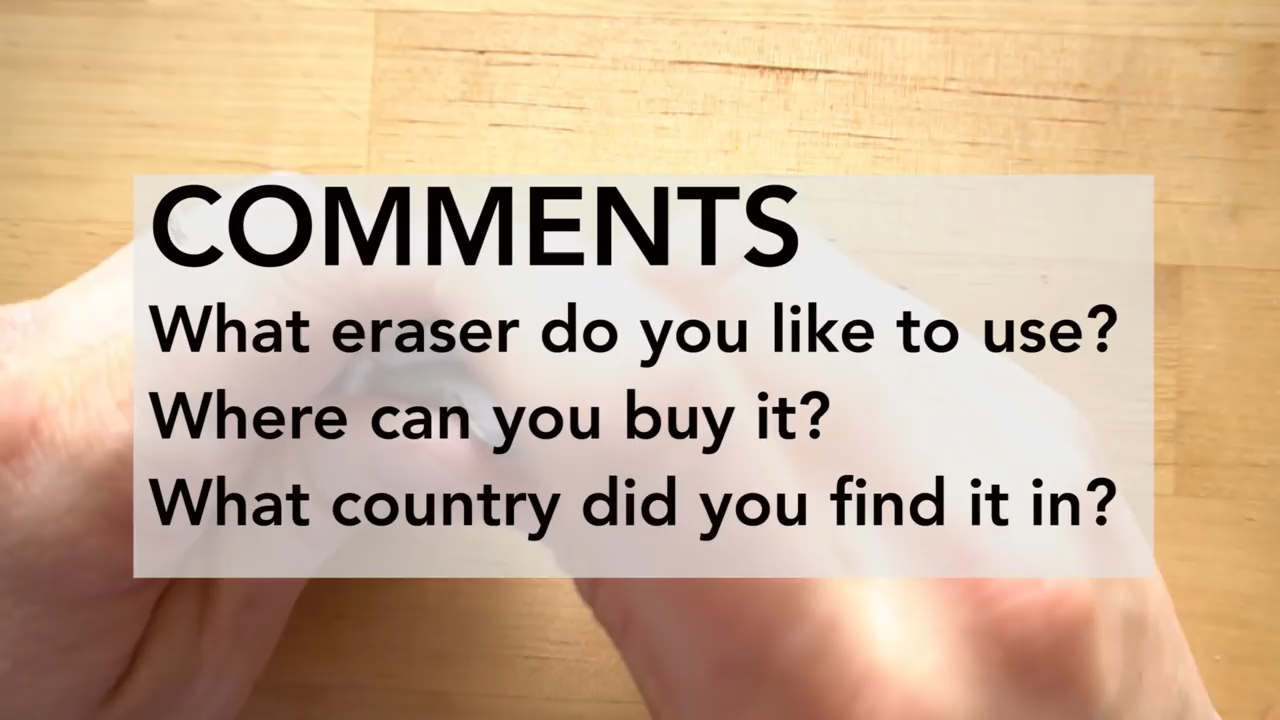 COMMENTS
What eraser do you like to use?
Where can you buy it?
What country did you find it in?